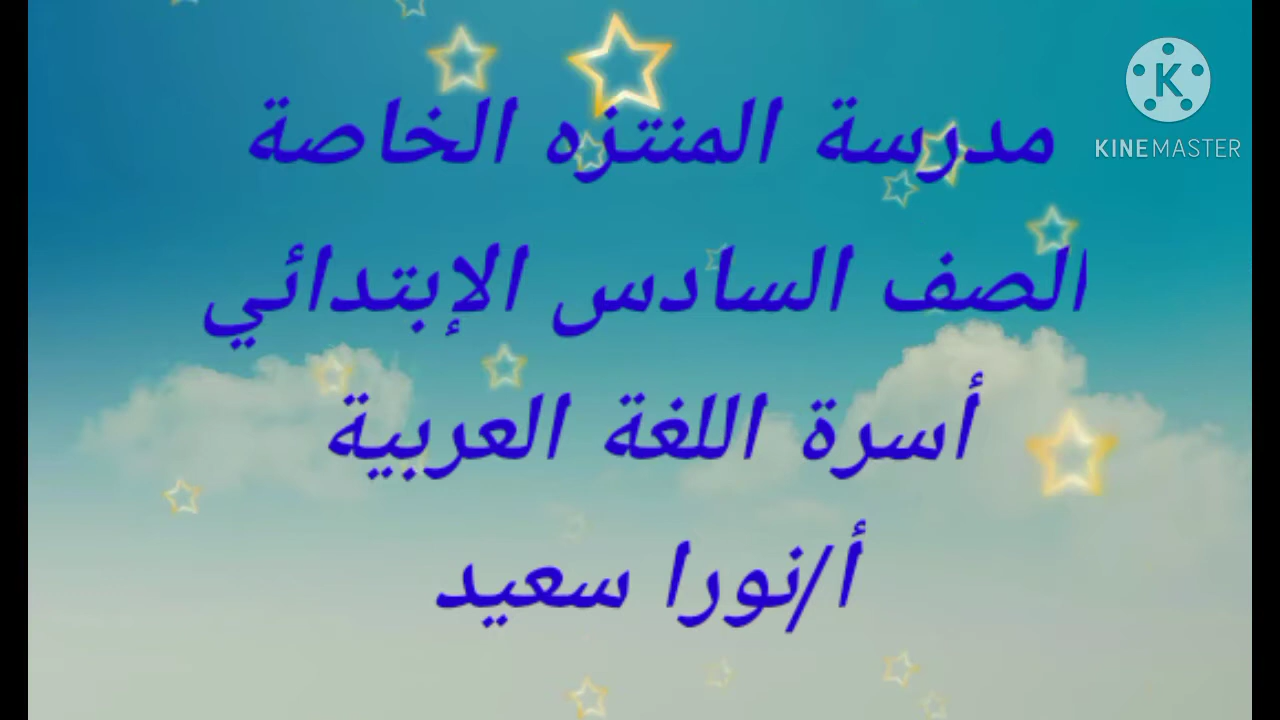 مدرسة المنتزه الخاصة
الصف السادس الإبتدائي
أسرة اللغة العربية
أ/نورا سعيد
K
KINEMASTER